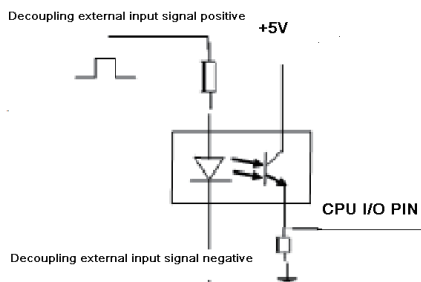 Decoupling external input signal positive
+5V
CPU I/O PIN
Decoupling external input signal negative